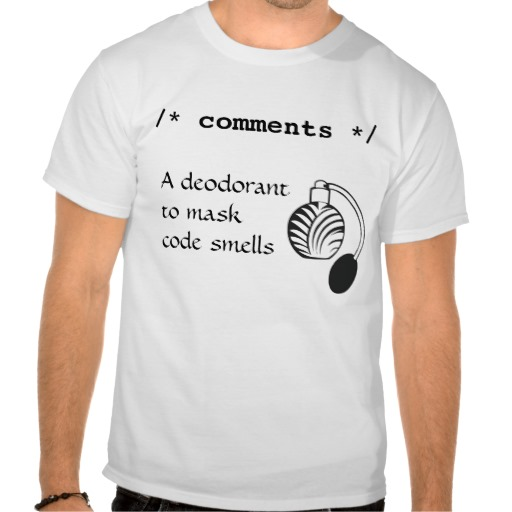 /* comments */
A deodorant
to mask
code smells